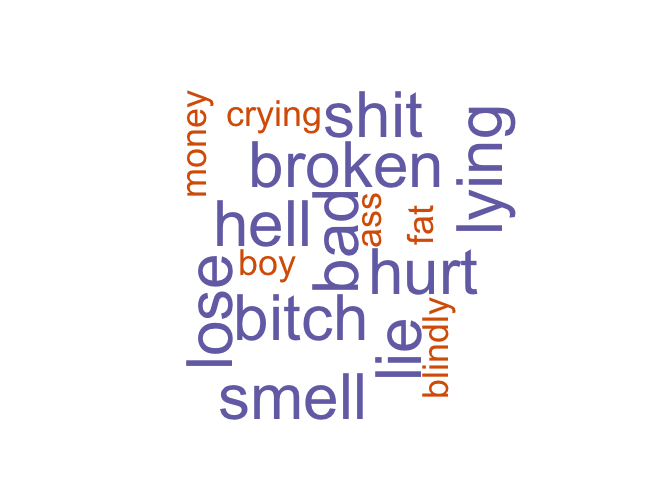 money
crying
shit
lying
broken
hell
bad
ass
fat
boy
hurt
lose
bitch
lie
blindly
smell